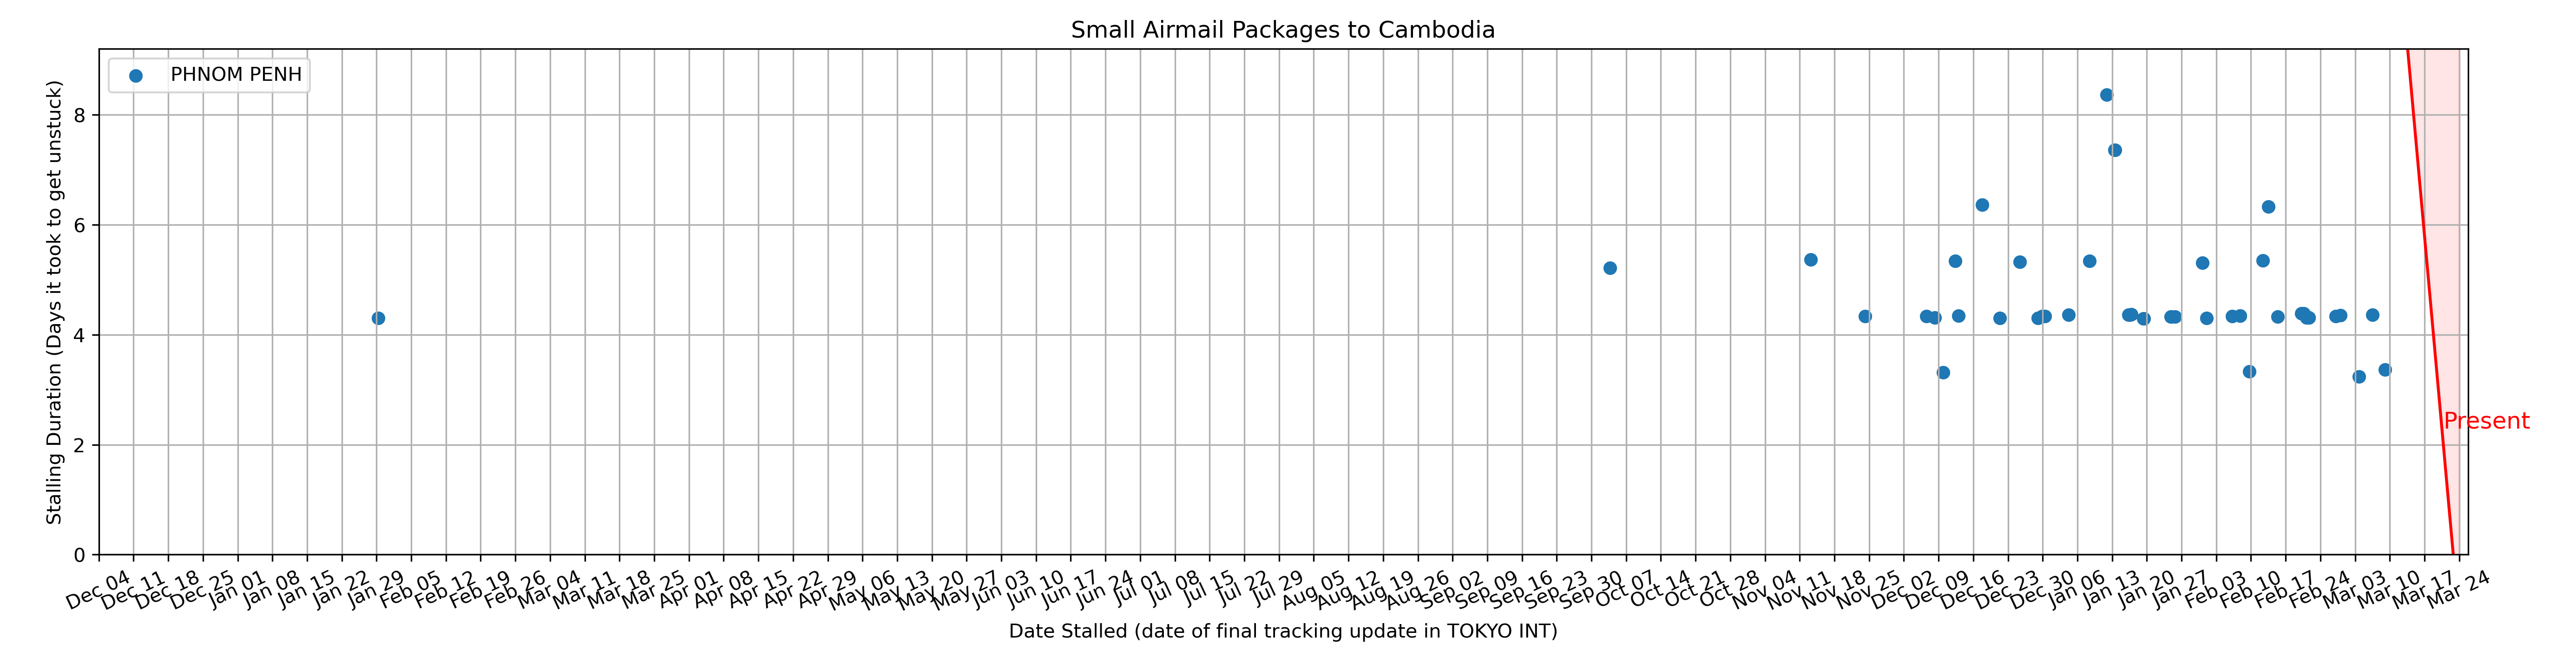 Small Airmail Packages to Cambodia
PHNOM PENH
Stalling Duration (Days it took to get unstuck)
8
6
4
2
0
Present
Dec 04
Dec 11
Dec 18
Dec 25
Jan 01
Jan 08
Jan 15
Jan 22
Jan 29
Feb 05
Feb 12
Feb 19
Feb 26
Mar 04
Mar 11
Mar 18
Mar 25
Apr 01
Apr 08
Apr 15
Apr 22
Apr 29
May 06
May 13
May 20
May 27
Jun 03
Jun 10
Jun 17
Jun 24
Jul 01
Jul 08
Jul 15
Jul 22
Jul 29
Aug 05
Aug 12
Aug 19
Aug 26
Sep 02
Sep 09
Sep 16
Sep 23
Sep 30
Oct 07
Oct 14
Oct 21
Oct 28
Nov 04
Nov 11
Nov 18
Nov 25
Dec 02
Dec 09
Dec 16
Dec 23
Dec 30
Jan 06
Jan 13
Jan 20
Jan 27
Feb 03
Feb 10
Feb 17
Feb 24
Mar 03
Mar 10
Mar 17
Mar 24
Date Stalled (date of final tracking update in TOKYO INT)